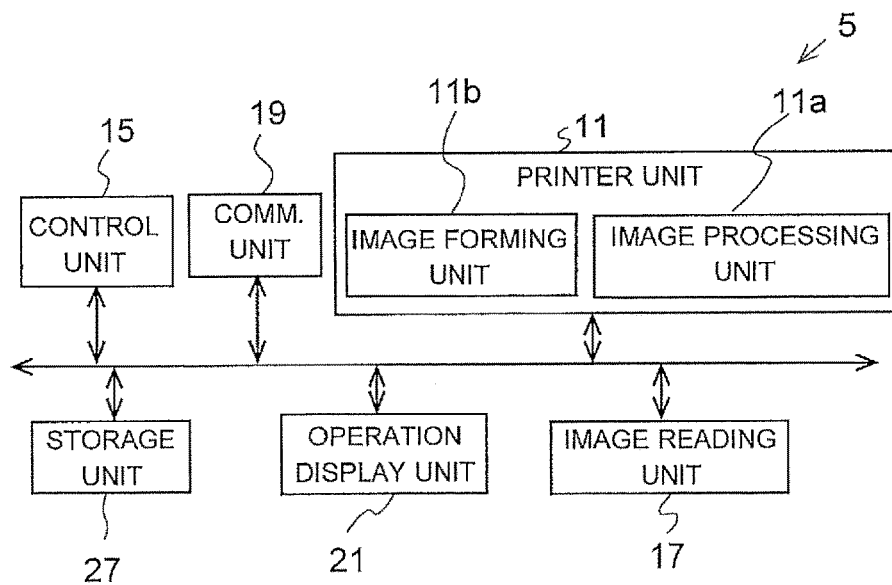 5
11b
11a
15
19
11
PRINTER UNIT
CONTROL
UNIT
COMM.
UNIT
IMAGE FORMING
UNIT
IMAGE PROCESSING
UNIT
STORAGE
UNIT
OPERATION
DISPLAY UNIT
IMAGE READING
UNIT
27
21
17